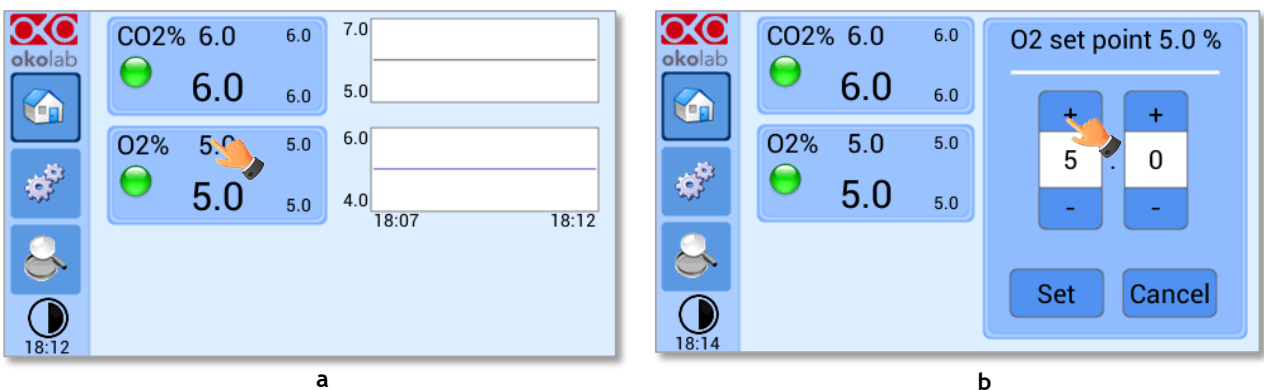 okolab
CO2% 6.0 6.0
6.0 6.0
O2% 5.0
5.0 5.0
7.0
5.0
6.0
4.0
18:07 18:12
18:12
a
okolab
CO2% 6.0 6.0
6.0 6.0
O2% 5.0 5.0
5.0 5.0
O2 set point 5.0 %
+ +
5 . 0
- -
Set Cancel
18:14
b